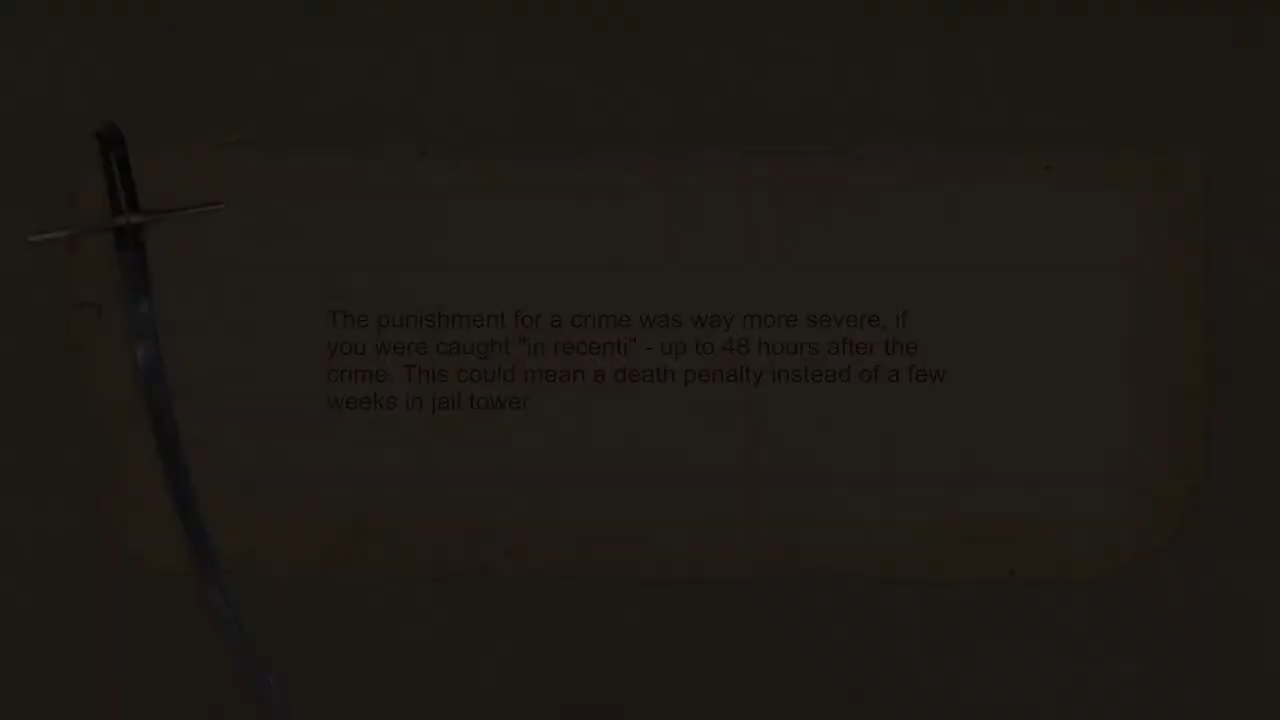 The punishment for a crime was way more severe, if
you were caught "in recenti" - up to 48 hours after the
crime. This could mean a death penalty instead of a few
weeks in jail tower